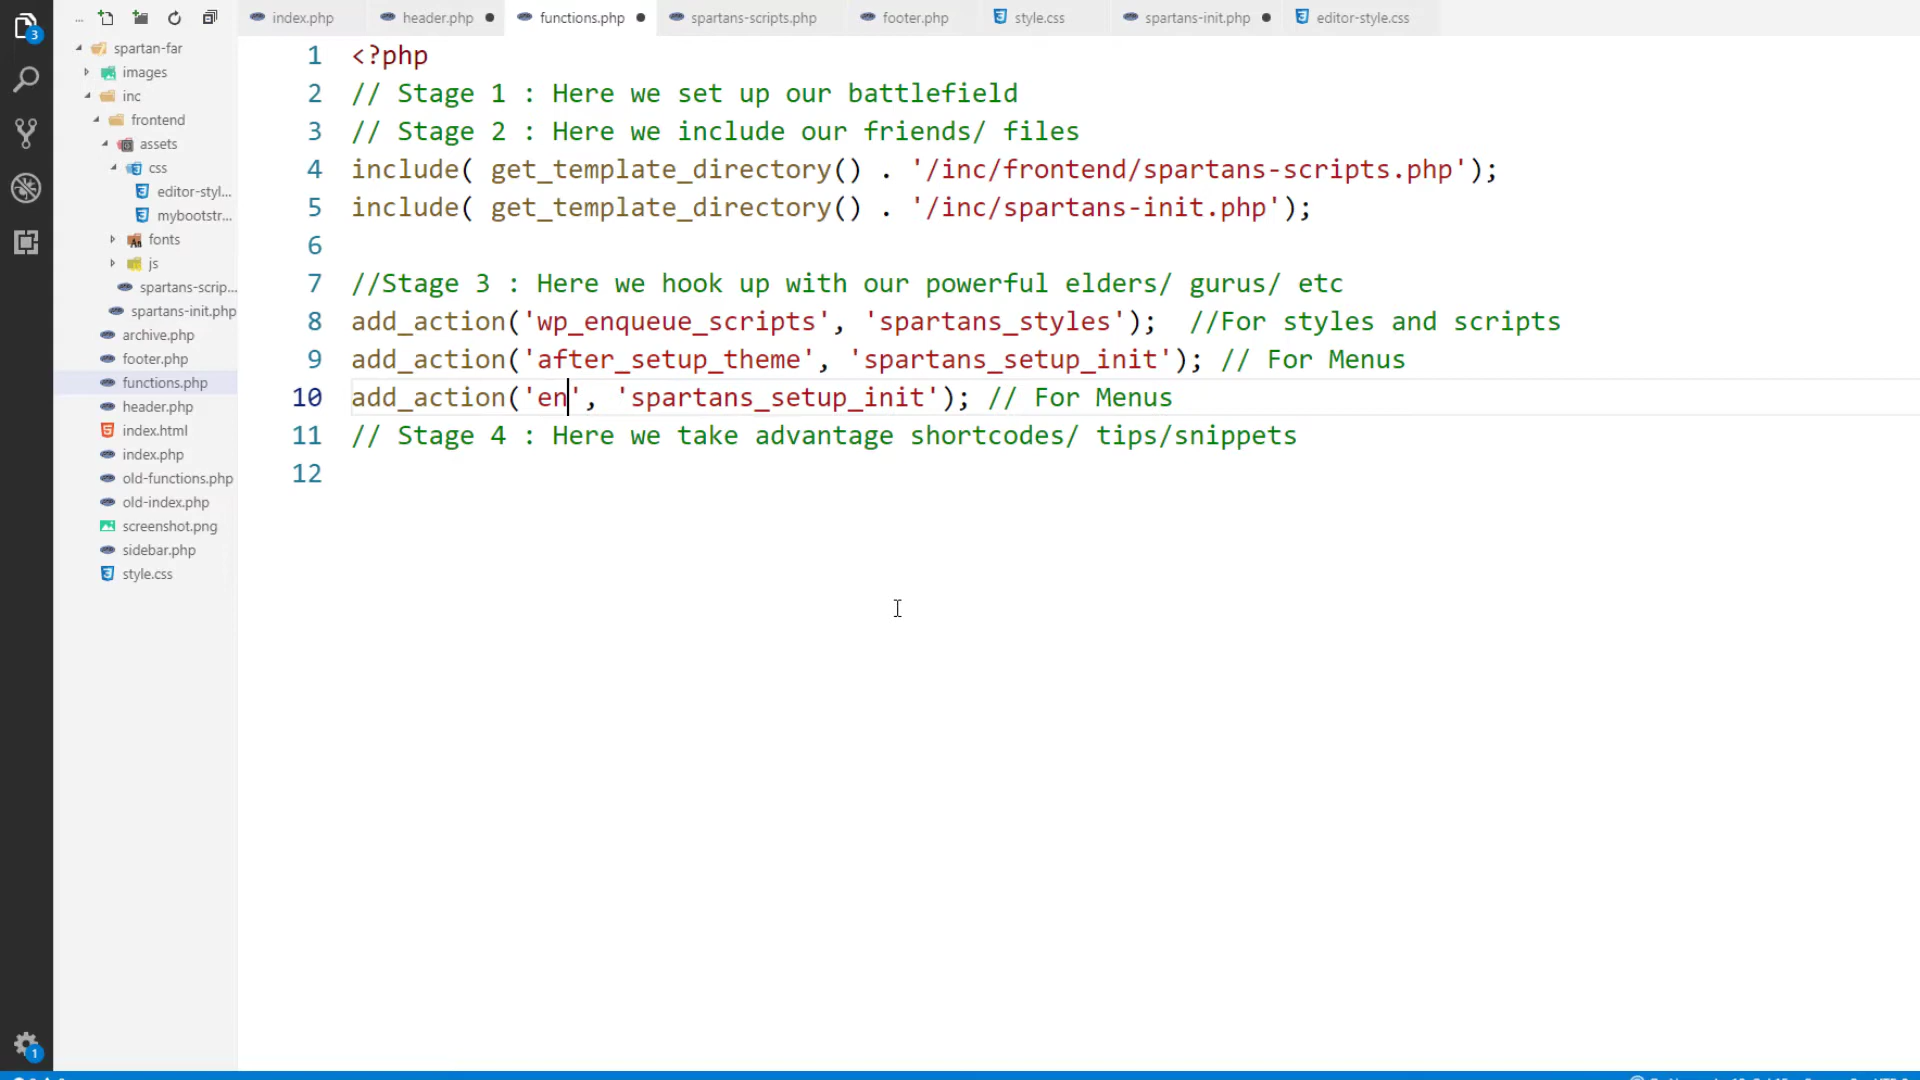 index.php
header.php
functions.php
spartans-scripts.php
footer.php
style.css
spartans-init.php
editor-style.css
3
spartan-far
images
inc
frontend
assets
css
editor-styl...
mybootstr...
fonts
js
spartans-scrip...
spartans-init.php
archive.php
footer.php
functions.php
header.php
index.html
index.php
old-functions.php
old-index.php
screenshot.png
sidebar.php
style.css
1
1 <?php
2 // Stage 1 : Here we set up our battlefield
3 // Stage 2 : Here we include our friends/ files
4 include( get_template_directory() . '/inc/frontend/spartans-scripts.php');
5 include( get_template_directory() . '/inc/spartans-init.php');
6
7 //Stage 3 : Here we hook up with our powerful elders/ gurus/ etc
8 add_action('wp_enqueue_scripts', 'spartans_styles');  //For styles and scripts
9 add_action('after_setup_theme', 'spartans_setup_init'); // For Menus
10 add_action('en', 'spartans_setup_init'); // For Menus
11 // Stage 4 : Here we take advantage shortcodes/ tips/snippets
12